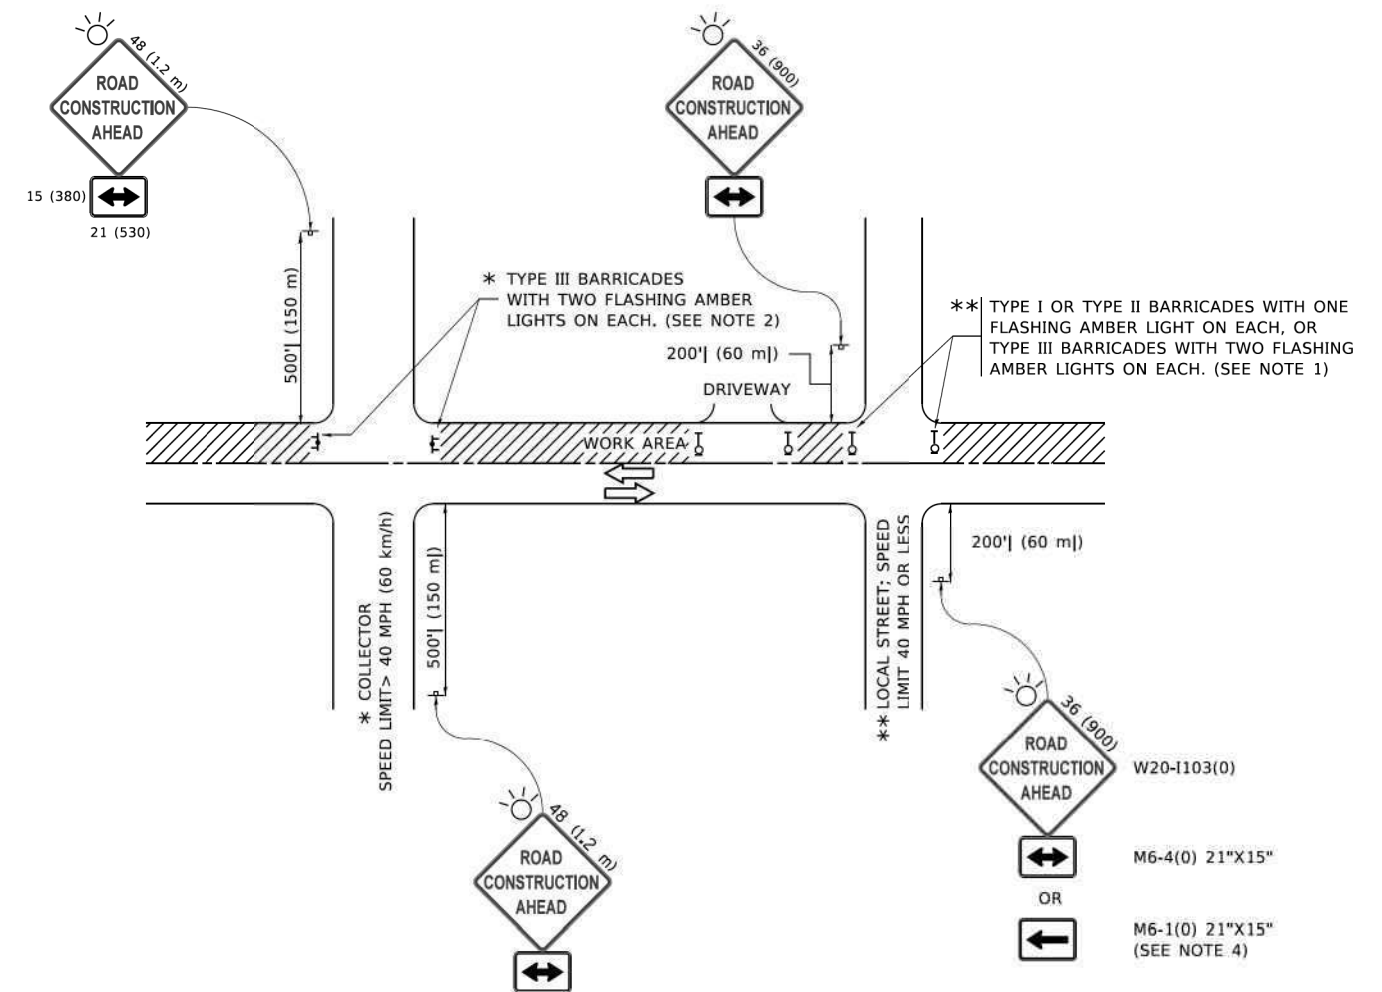 48 (1.2 m)
ROAD
CONSTRUCTION
AHEAD
15 (380)
21 (530)
36 (900)
ROAD
CONSTRUCTION
AHEAD
500'| (150 m)
* TYPE III BARRICADES
WITH TWO FLASHING AMBER
LIGHTS ON EACH. (SEE NOTE 2)
200'| (60 m|)
DRIVEWAY
** TYPE I OR TYPE II BARRICADES WITH ONE
FLASHING AMBER LIGHT ON EACH, OR
TYPE III BARRICADES WITH TWO FLASHING
AMBER LIGHTS ON EACH. (SEE NOTE 1)
WORK AREA
* COLLECTOR
SPEED LIMIT> 40 MPH (60 km/h)
500'| (150 m|)
** LOCAL STREET; SPEED
LIMIT 40 MPH OR LESS
200'| (60 m|)
48 (1.2 m)
ROAD
CONSTRUCTION
AHEAD
36 (900)
ROAD
CONSTRUCTION
AHEAD
W20-I103(0)
M6-4(0) 21"X15"
OR
M6-1(0) 21"X15"
(SEE NOTE 4)